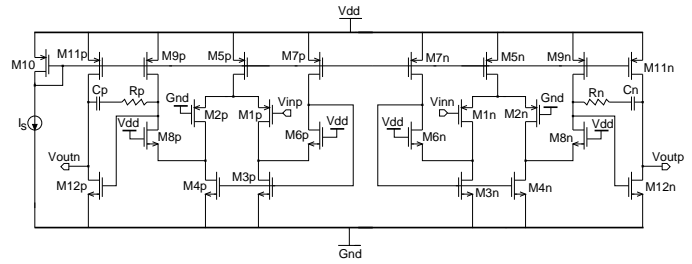 Vdd
M10 M11p M9p M5p M7p M7n M5n M9n M11n
Cp Rp Rn Cn
Gnd Vinp Vinn Gnd
M2p M1p M1n M2n
Is Vdd Vdd Vdd Vdd
M8p M6p M6n M8n
Voutn Voutp
M12p M4p M3p M3n M4n M12n
Gnd